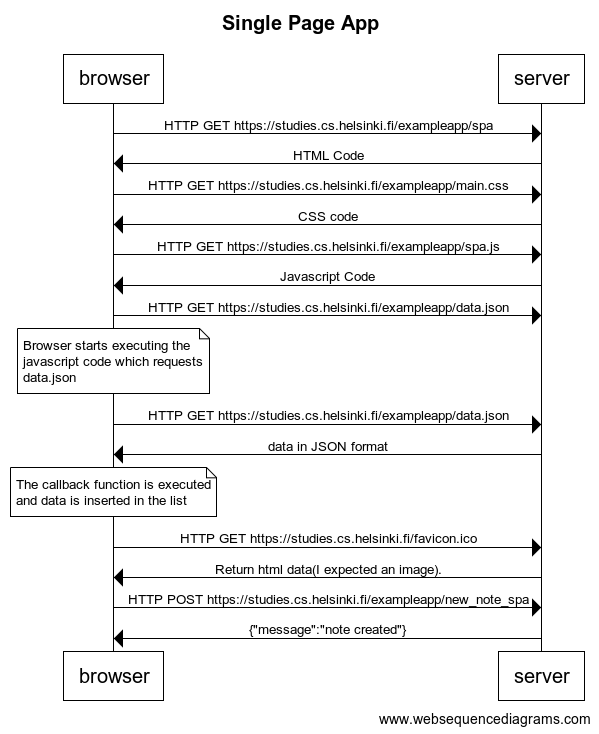 Single Page App
browser
server
HTTP GET https://studies.cs.helsinki.fi/exampleapp/spa
HTML Code
HTTP GET https://studies.cs.helsinki.fi/exampleapp/main.css
CSS code
HTTP GET https://studies.cs.helsinki.fi/exampleapp/spa.js
Javascript Code
HTTP GET https://studies.cs.helsinki.fi/exampleapp/data.json
Browser starts executing the
javascript code which requests
data.json
HTTP GET https://studies.cs.helsinki.fi/exampleapp/data.json
data in JSON format
The callback function is executed
and data is inserted in the list
HTTP GET https://studies.cs.helsinki.fi/favicon.ico
Return html data(I expected an image).
HTTP POST https://studies.cs.helsinki.fi/exampleapp/new_note_spa
{"message":"note created"}
browser
server
www.websequencediagrams.com